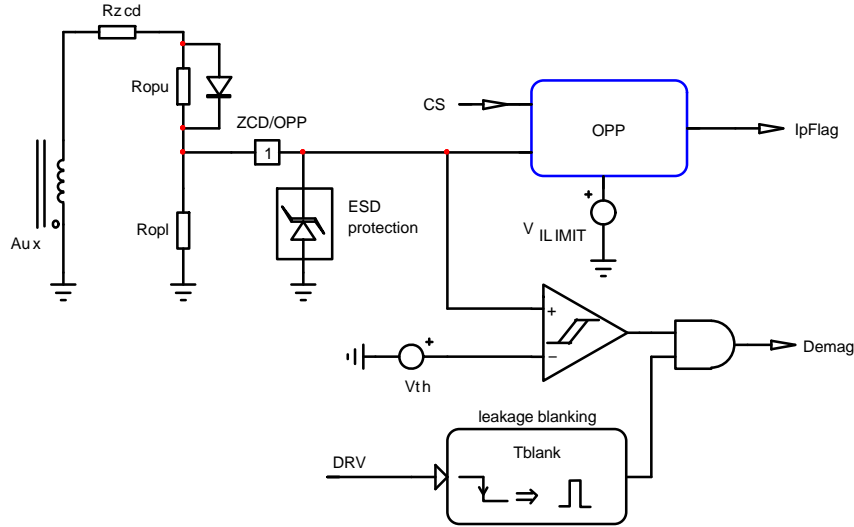 Rzcd
Ropu
ZCD/OPP
1
CS
OPP
IpFlag
+
V ILIMIT
ESD
protection
Ropl
Aux
+
−
+
Vth
Demag
leakage blanking
Tblank
DRV
⇒